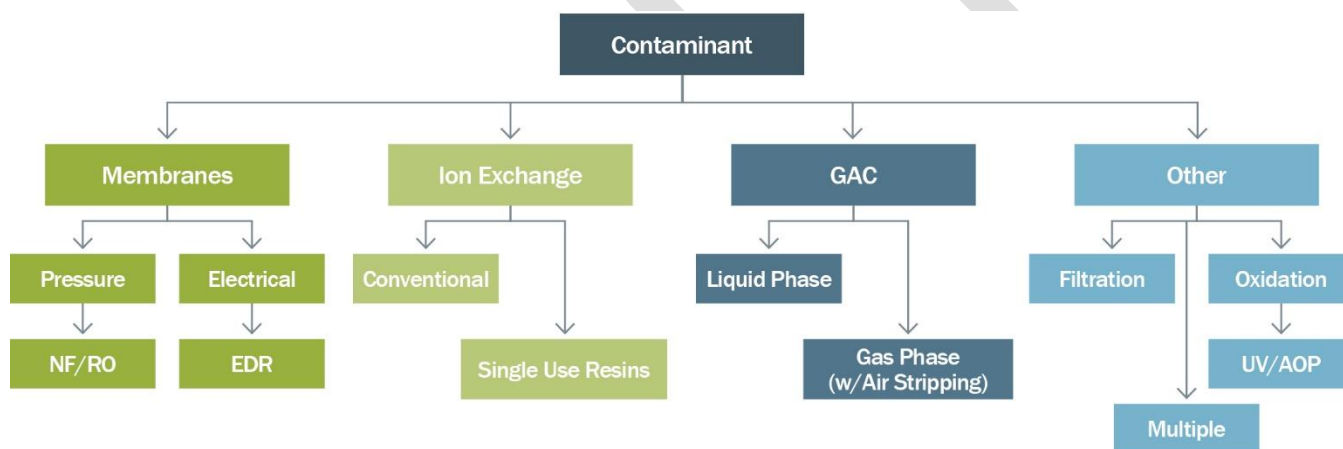 Contaminant
Membranes
Ion Exchange
GAC
Other
Pressure
Electrical
Conventional
Liquid Phase
Filtration
Oxidation
NF/RO
EDR
Single Use Resins
Gas Phase
(w/Air Stripping)
UV/AOP
Multiple